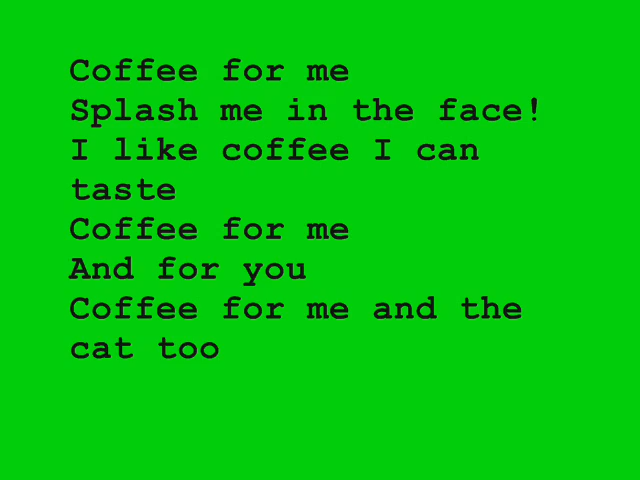 Coffee for me
Splash me in the face!
I like coffee I can
taste
Coffee for me
And for you
Coffee for me and the
cat too